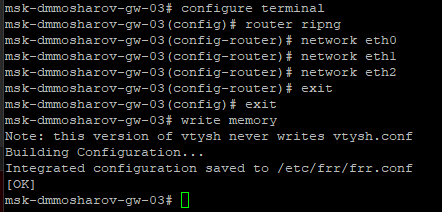 msk-dmmosharov-gw-03# configure terminal
msk-dmmosharov-gw-03(config)# router ripng
msk-dmmosharov-gw-03(config-router)# network eth0
msk-dmmosharov-gw-03(config-router)# network eth1
msk-dmmosharov-gw-03(config-router)# network eth2
msk-dmmosharov-gw-03(config-router)# exit
msk-dmmosharov-gw-03(config)# exit
msk-dmmosharov-gw-03# write memory
Note: this version of vtysh never writes vtysh.conf
Building Configuration...
Integrated configuration saved to /etc/frr/frr.conf
[OK]
msk-dmmosharov-gw-03#